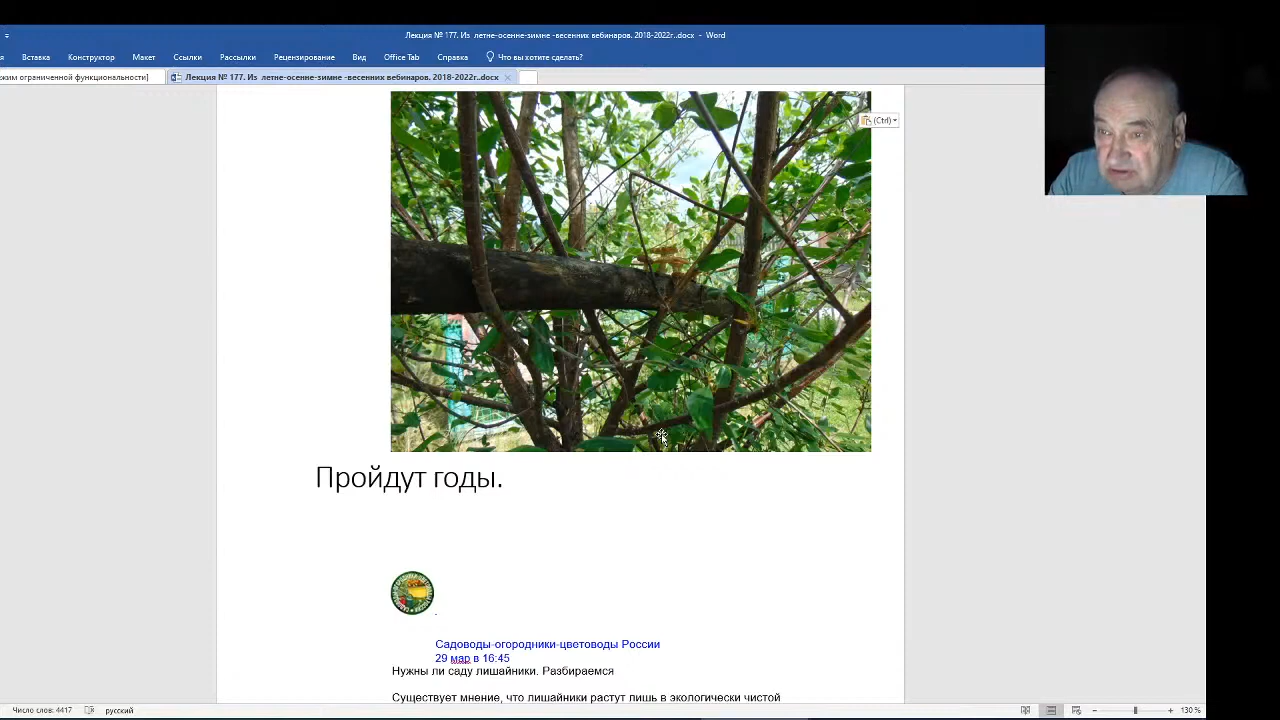 Лекция № 177. Из летне-осенне-зимне -весенних вебинаров. 2018-2022г..docx - Word
Вставка Конструктор Макет Ссылки Рассылки Рецензирование Вид Office Tab Справка Что вы хотите сделать?
жим ограниченной функциональности] Лекция № 177. Из летне-осенне-зимне -весенних вебинаров. 2018-2022г..docx
(Ctrl)
Пройдут годы.
Садоводы-огородники-цветоводы России
29 мар в 16:45
Нужны ли саду лишайники. Разбираемся
Существует мнение, что лишайники растут лишь в экологически чистой
Число слов: 4417 русский 130 %